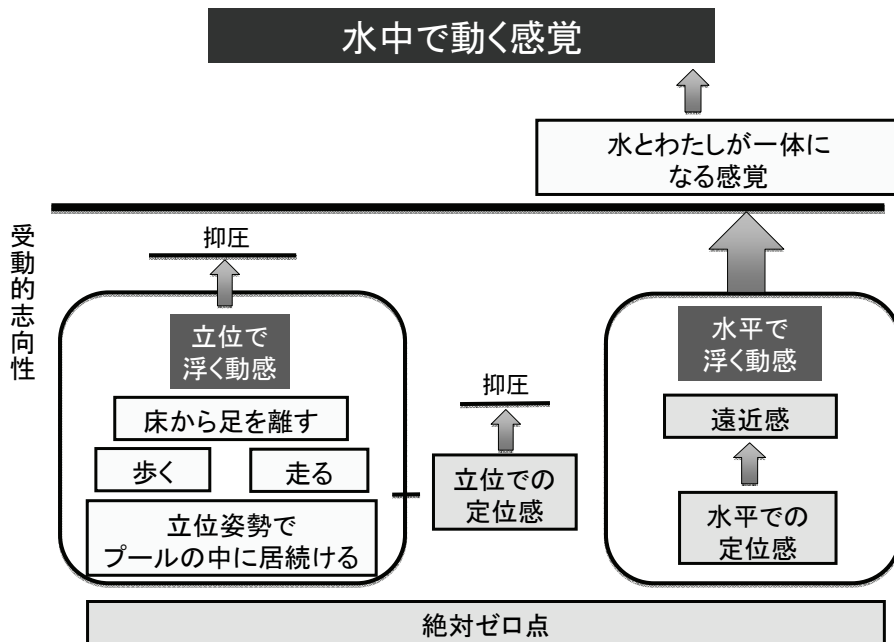 水中で動く感覚
水とわたしが一体に
なる感覚
受動的志向性
抑圧
立位で
浮く動感
床から足を離す
歩く
走る
立位姿勢で
プールの中に居続ける
抑圧
立位での
定位感
水平で
浮く動感
遠近感
水平での
定位感
絶対ゼロ点